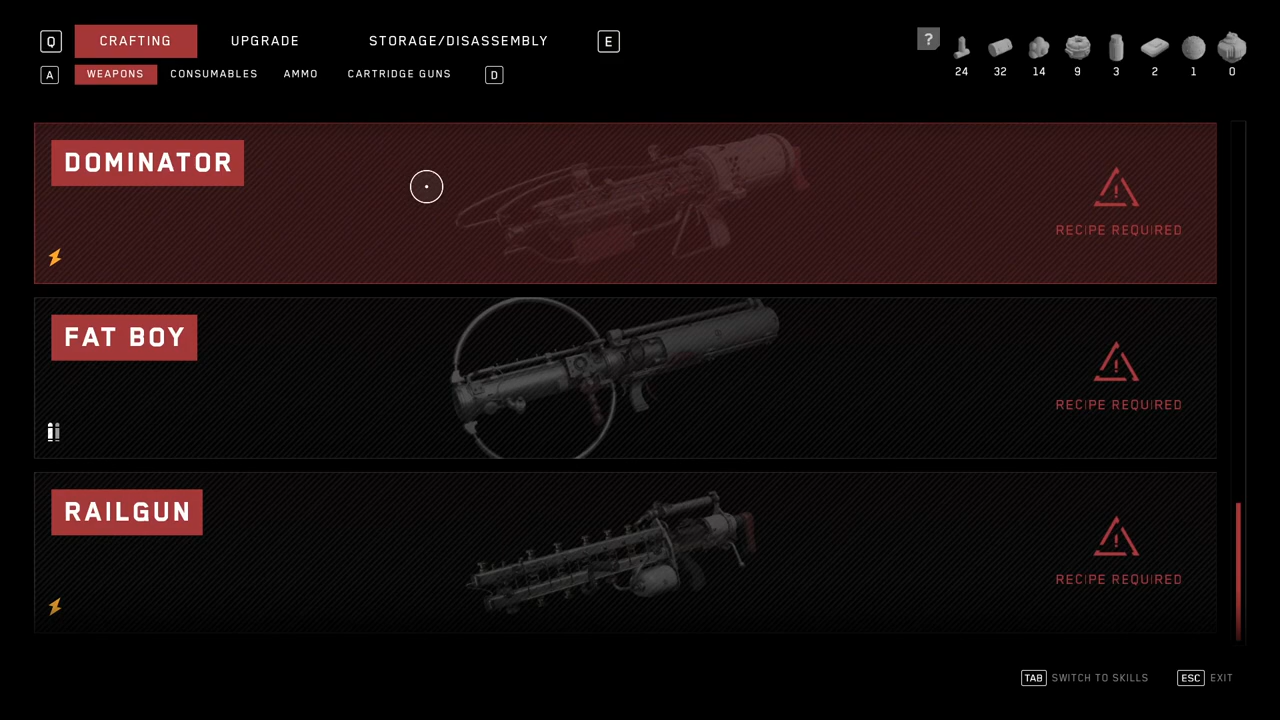 Q CRAFTING UPGRADE STORAGE/DISASSEMBLY E ?
A WEAPONS CONSUMABLES AMMO CARTRIDGE GUNS D
24 32 14 9 3 2 1 0
DOMINATOR
RECIPE REQUIRED
FAT BOY
RECIPE REQUIRED
RAILGUN
RECIPE REQUIRED
TAB SWITCH TO SKILLS ESC EXIT